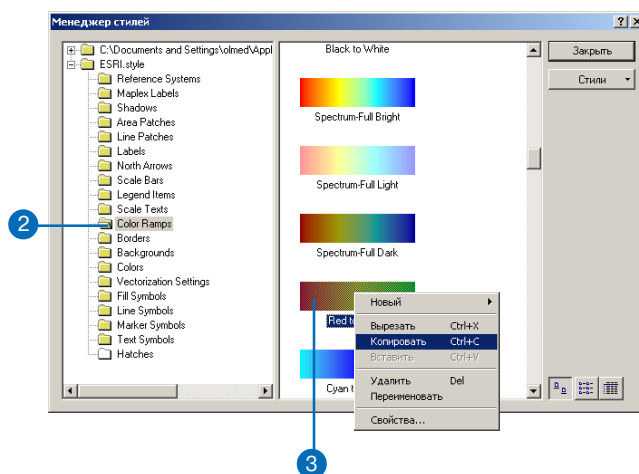 Менеджер стилей
C:\Documents and Settings\olmed\Appl
ESRI.style
Reference Systems
Maplex Labels
Shadows
Area Patches
Line Patches
Labels
North Arrows
Scale Bars
Legend Items
Scale Texts
2
Color Ramps
Borders
Backgrounds
Colors
Vectorization Settings
Fill Symbols
Line Symbols
Marker Symbols
Text Symbols
Hatches
Black to White
Spectrum-Full Bright
Spectrum-Full Light
Spectrum-Full Dark
Red
Cyan
Новый
Вырезать Ctrl+X
Копировать Ctrl+C
Вставить Ctrl+V
Удалить Del
Переименовать
Свойства...
Закрыть
Стили
3